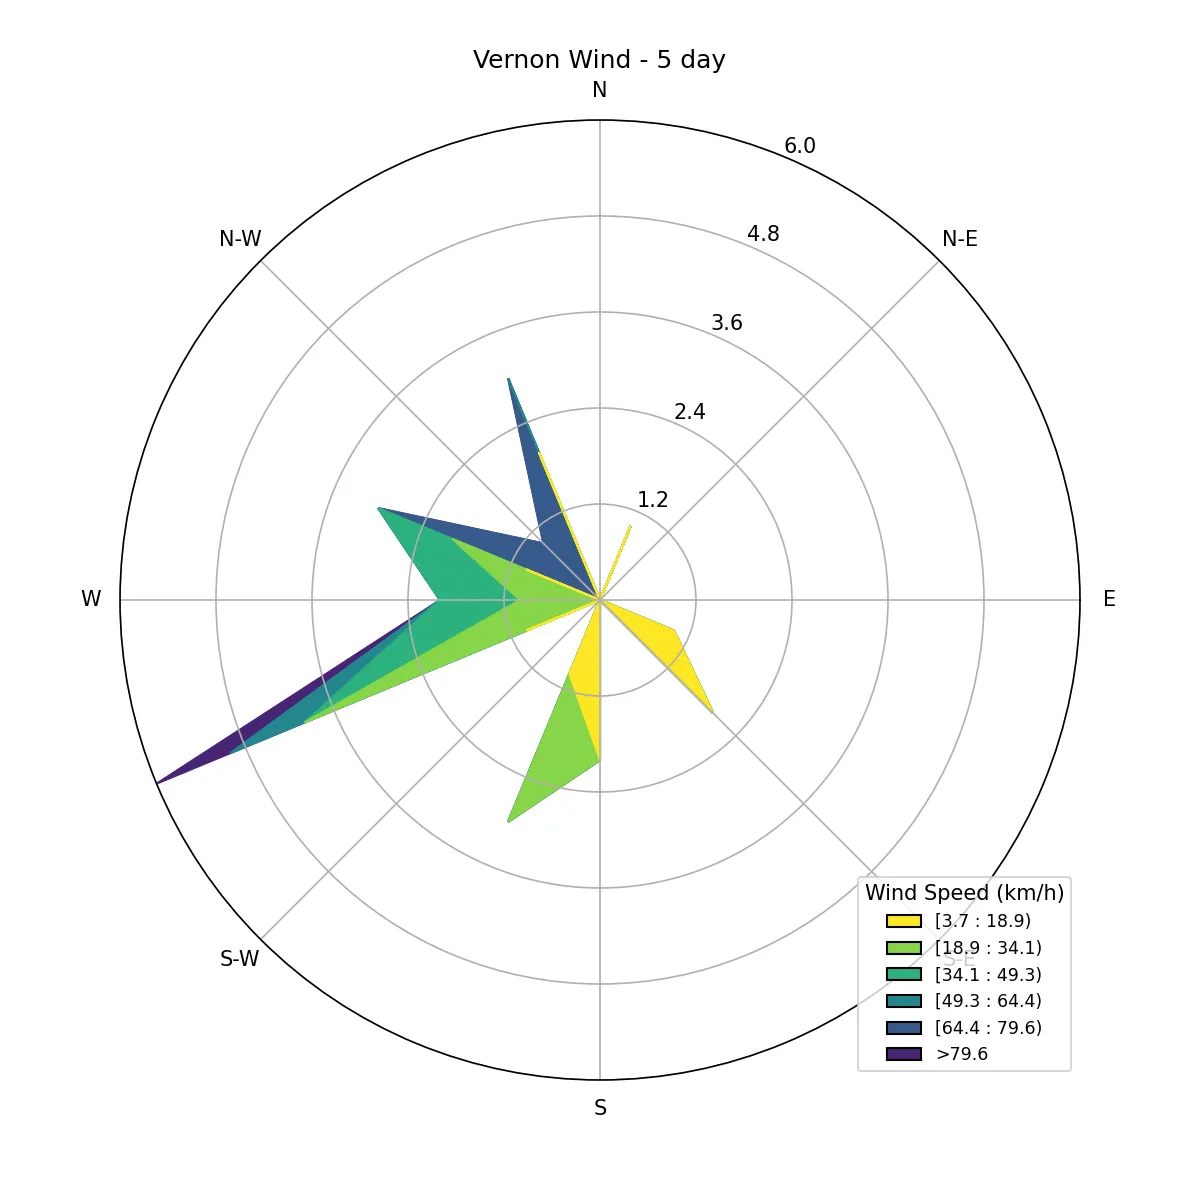 Vernon Wind - 5 day
N
6.0
4.8
N-W
N-E
3.6
2.4
1.2
W
E
S-W
S-E
Wind Speed (km/h)
[3.7 : 18.9)
[18.9 : 34.1)
[34.1 : 49.3)
[49.3 : 64.4)
[64.4 : 79.6)
>79.6
S